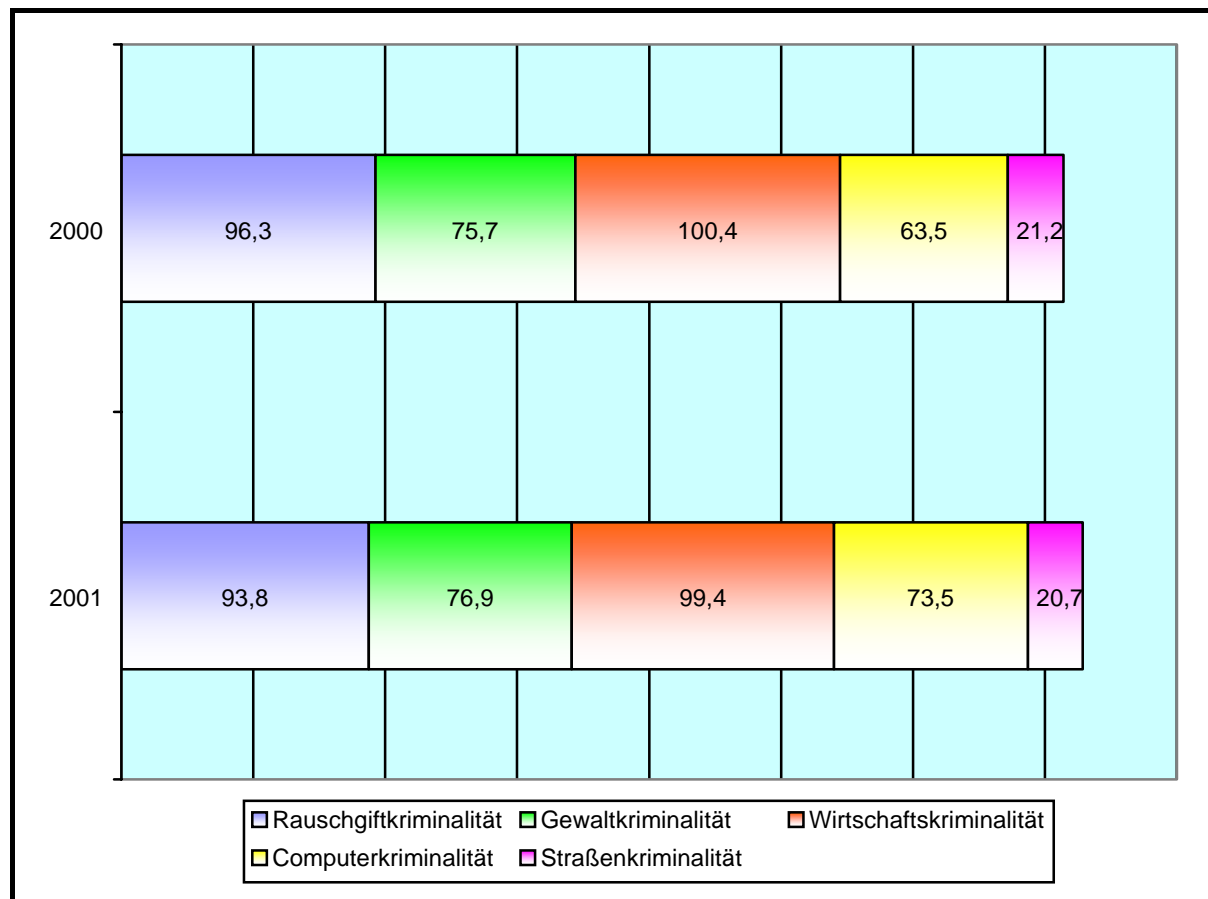 2000
96,3 75,7 100,4 63,5 21,2
2001
93,8 76,9 99,4 73,5 20,7
Rauschgiftkriminalität Gewaltkriminalität Wirtschaftskriminalität
Computerkriminalität Straßenkriminalität